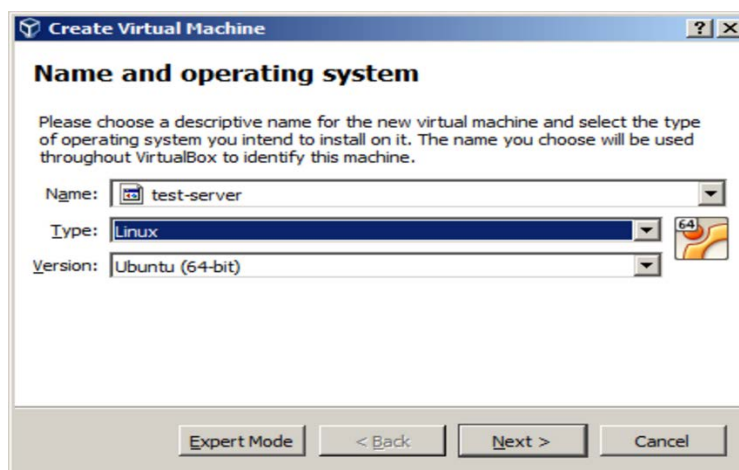 Create Virtual Machine
? X
Name and operating system
Please choose a descriptive name for the new virtual machine and select the type
of operating system you intend to install on it. The name you choose will be used
throughout VirtualBox to identify this machine.
Name: test-server
Type: Linux
64
Version: Ubuntu (64-bit)
Expert Mode < Back Next > Cancel